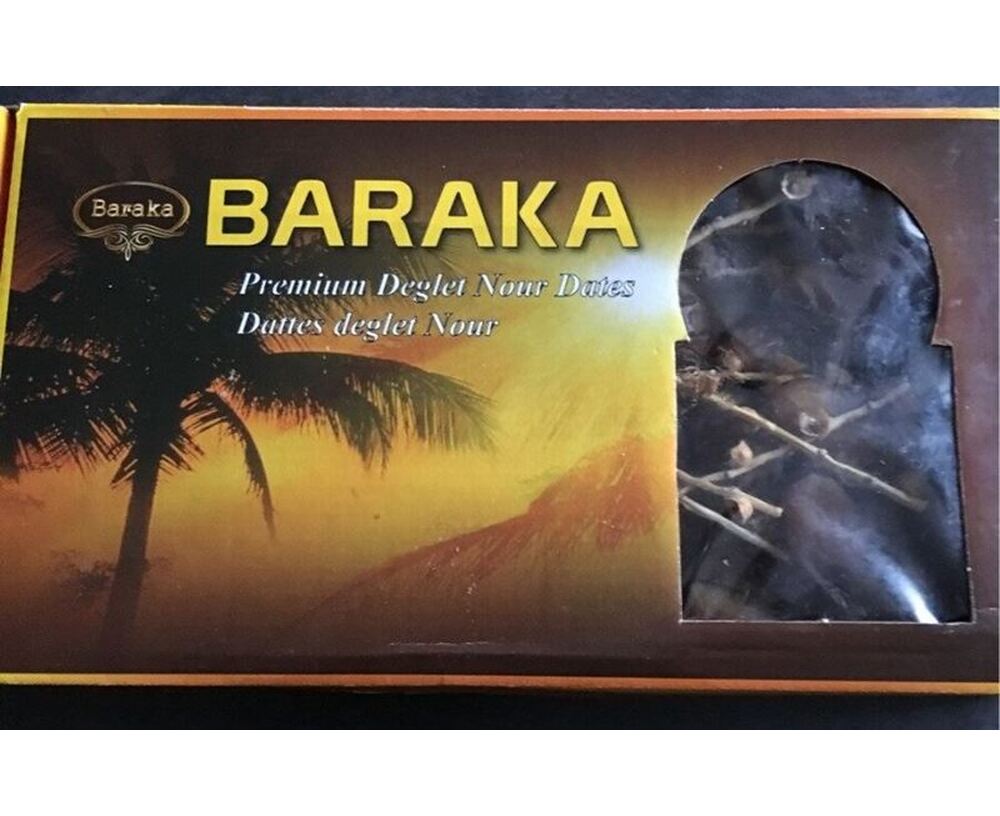 Baraka
BARAKA
Premium Deglet Nour Dates
Dattes deglet Nour